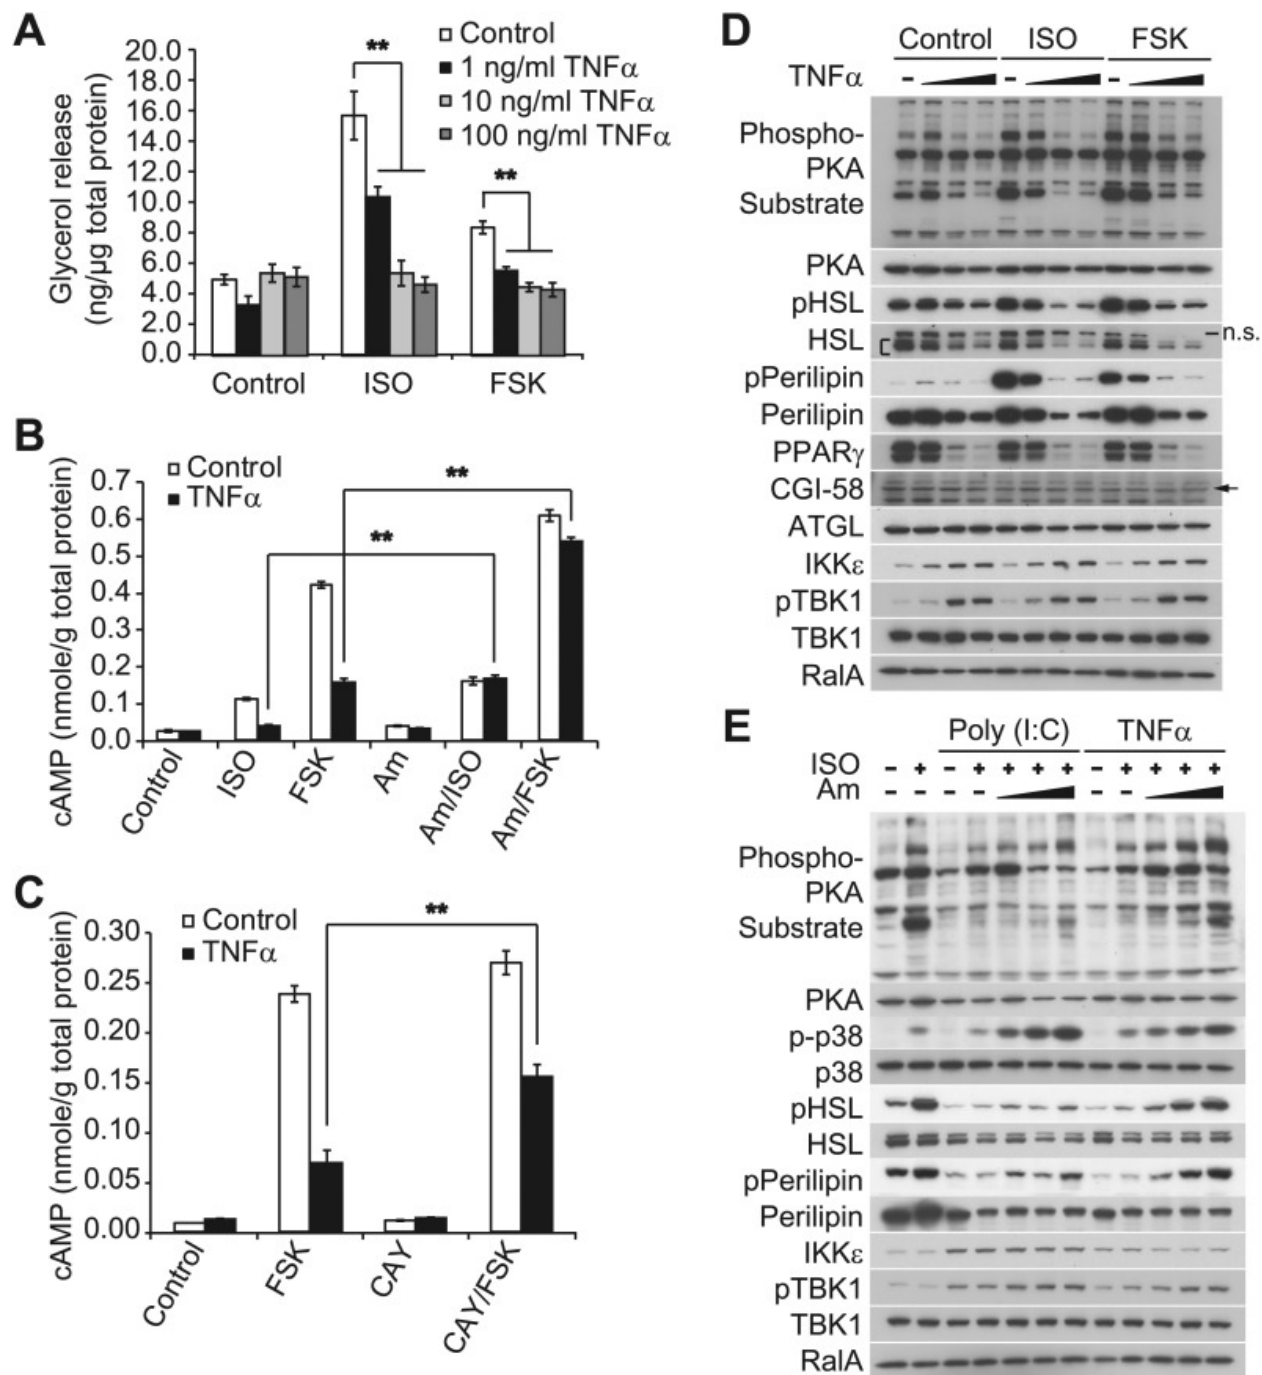 A
Glycerol release
(ng/µg total protein)
20.0
18.0
16.0
14.0
12.0
10.0
8.0
6.0
4.0
2.0
0.0
**
**
Control
1 ng/ml TNFα
10 ng/ml TNFα
100 ng/ml TNFα
Control ISO FSK
B
cAMP (nmole/g total protein)
0.7
0.6
0.5
0.4
0.3
0.2
0.1
0.0
Control
TNFα
**
**
Control ISO FSK Am Am/ISO Am/FSK
C
cAMP (nmole/g total protein)
0.30
0.25
0.20
0.15
0.10
0.05
0.00
Control
TNFα
**
Control FSK CAY CAY/FSK
D
Control ISO FSK
TNFα - - -
Phospho-
PKA
Substrate
PKA
pHSL
HSL
n.s.
pPerilipin
Perilipin
PPARγ
CGI-58
ATGL
IKKε
pTBK1
TBK1
RalA
E
Poly (I:C) TNFα
ISO - + - + + + + - + + + +
Am - - - - - -
Phospho-
PKA
Substrate
PKA
p-p38
p38
pHSL
HSL
pPerilipin
Perilipin
IKKε
pTBK1
TBK1
RalA